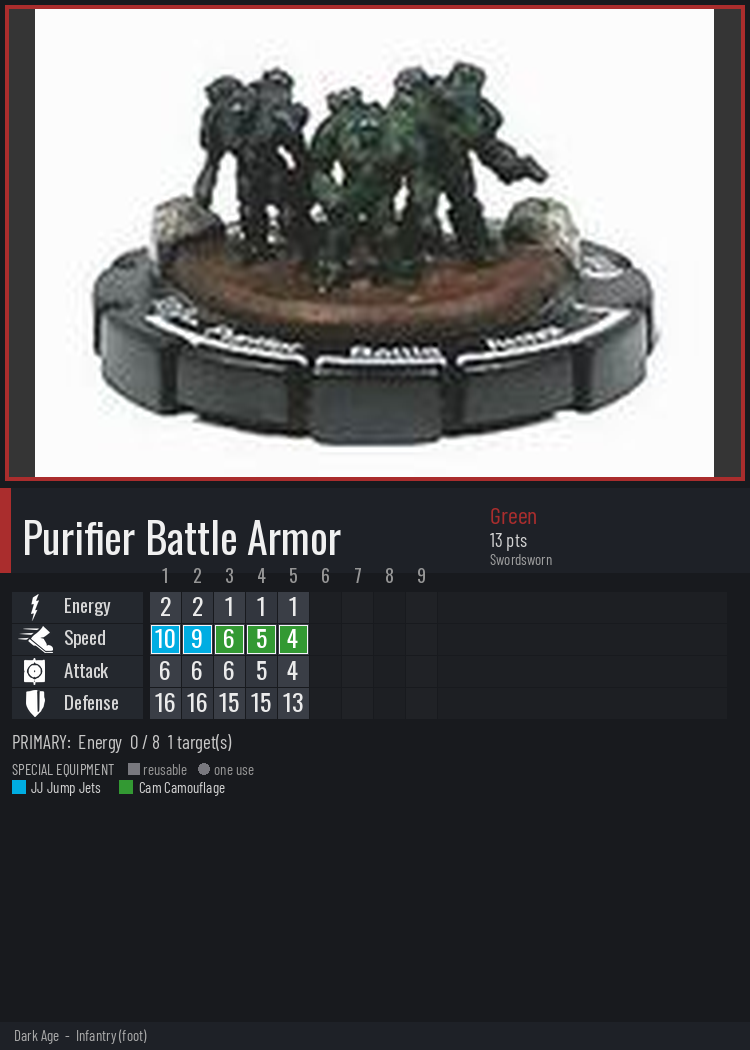 Purifier Battle Armor
Green
13 pts
Swordsworn
1 2 3 4 5 6 7 8 9
Energy 2 2 1 1 1
Speed 10 9 6 5 4
Attack 6 6 6 5 4
Defense 16 16 15 15 13
PRIMARY: Energy 0 / 8 1 target(s)
SPECIAL EQUIPMENT reusable one use
JJ Jump Jets Cam Camouflage
Dark Age - Infantry (foot)